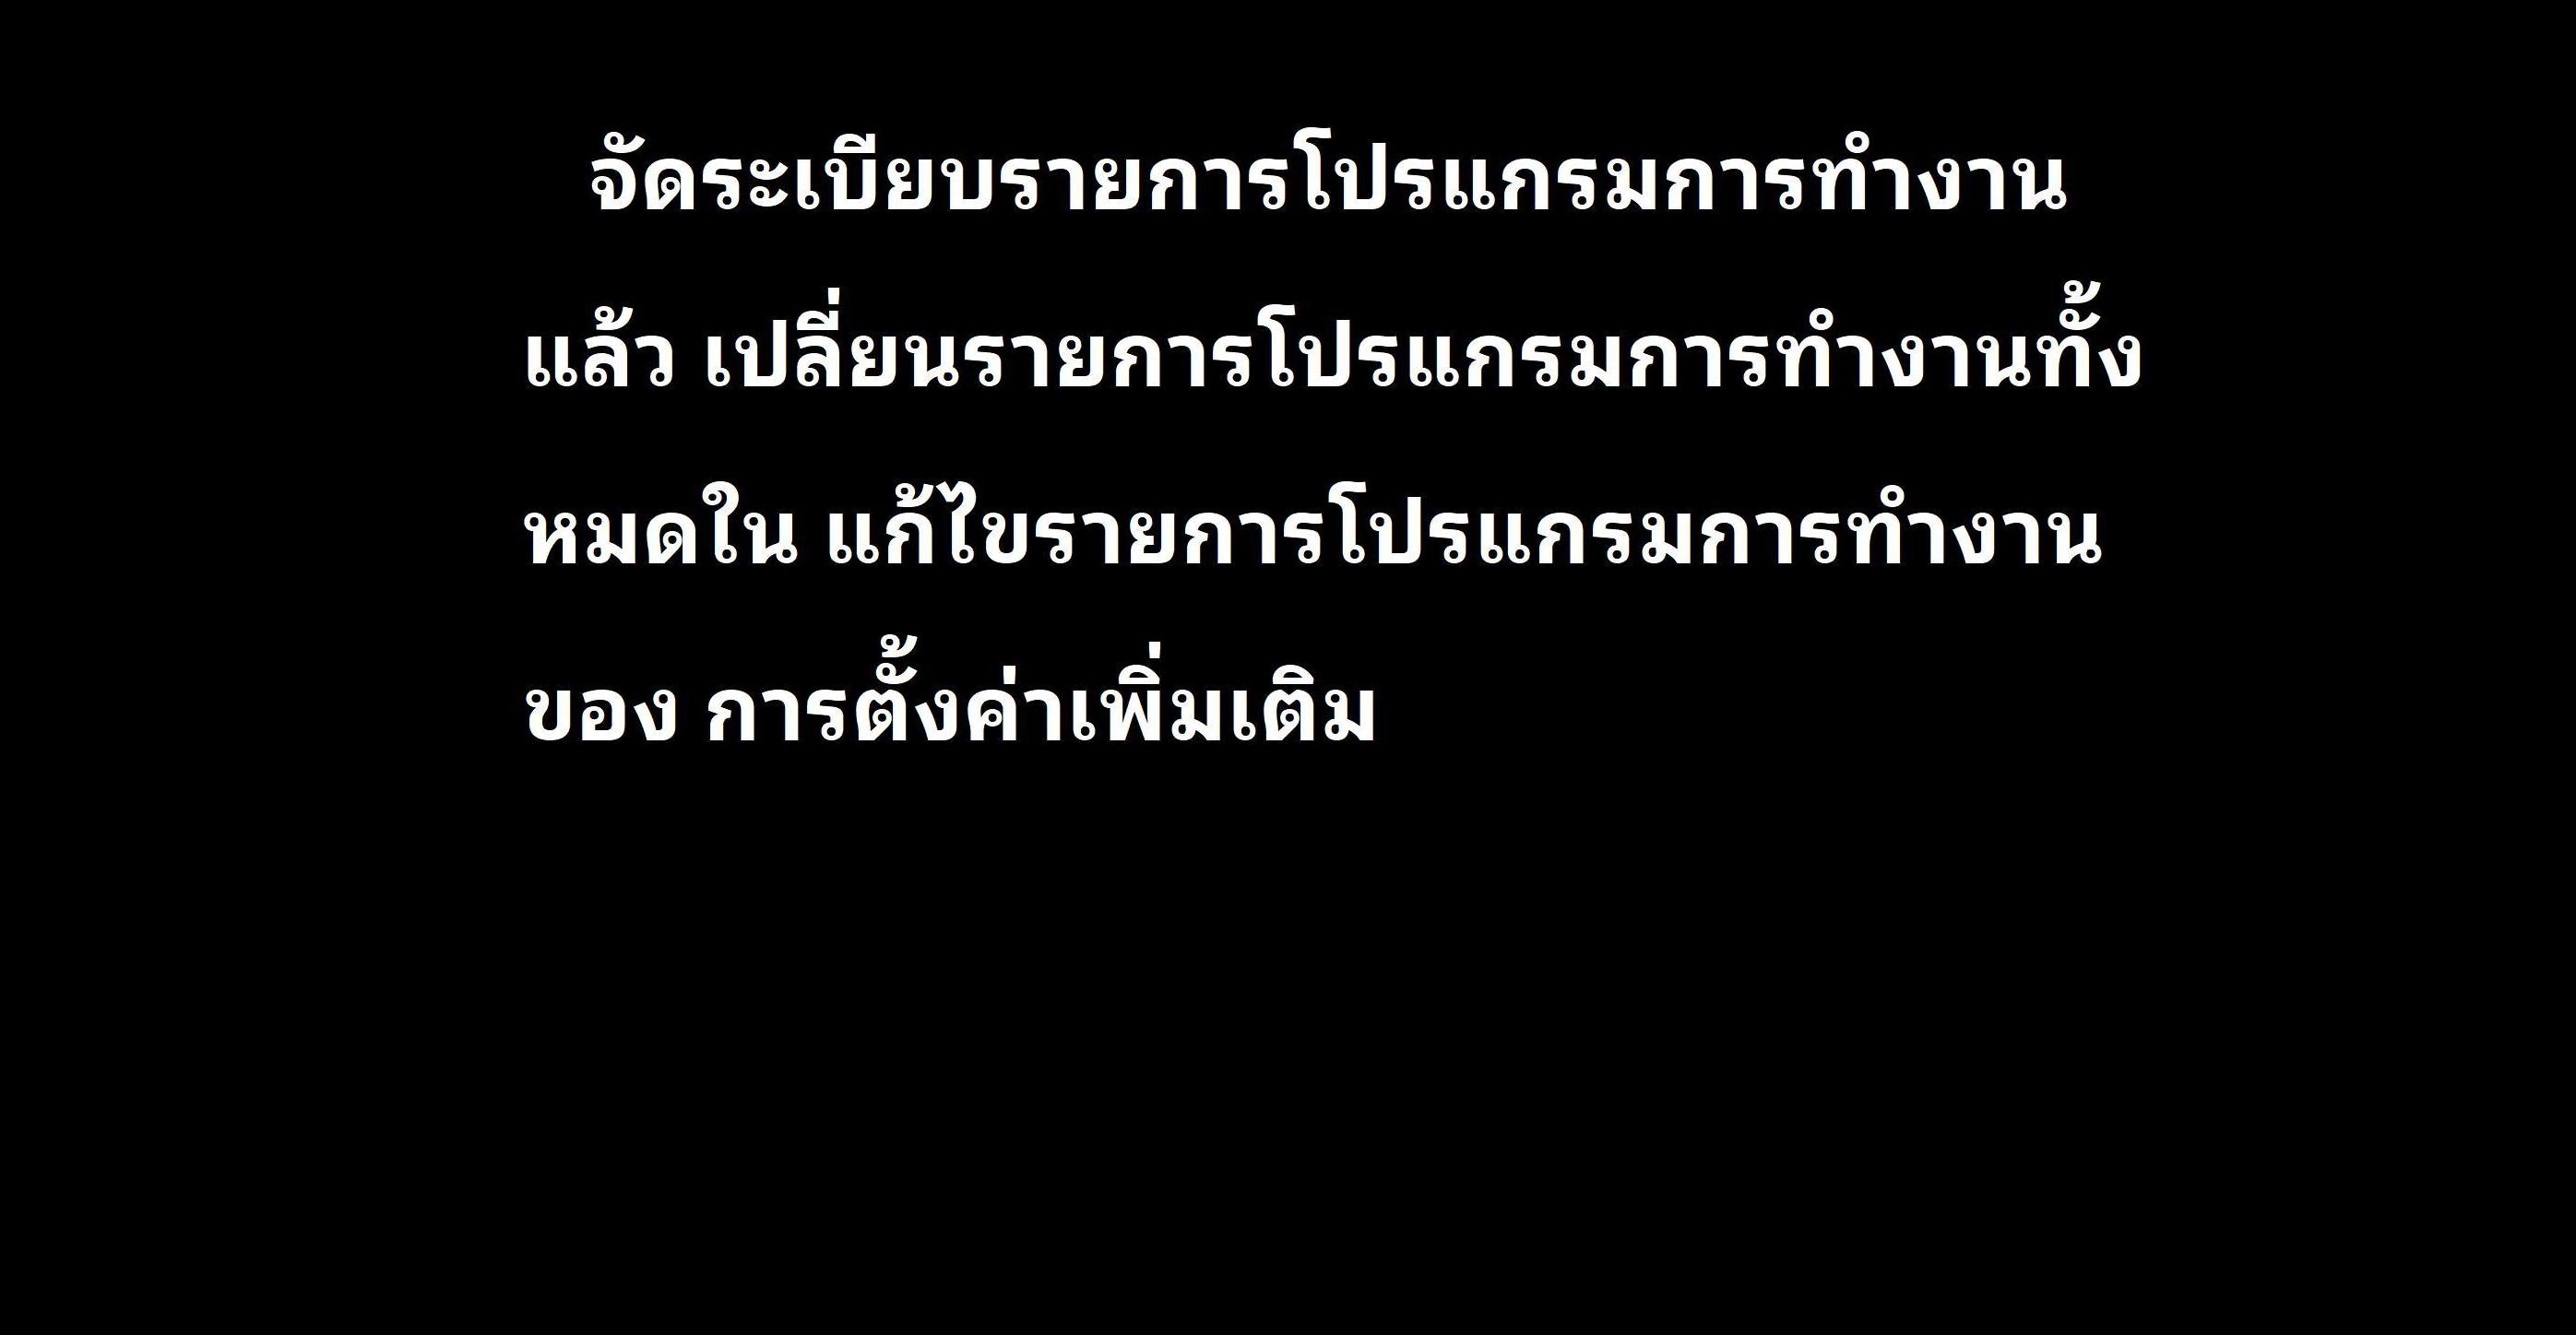 จัดระเบียบรายการโปรแกรมการทำงาน
แล้ว เปลี่ยนรายการโปรแกรมการทำงานทั้ง
หมดใน แก้ไขรายการโปรแกรมการทำงาน
ของ การตั้งค่าเพิ่มเติม